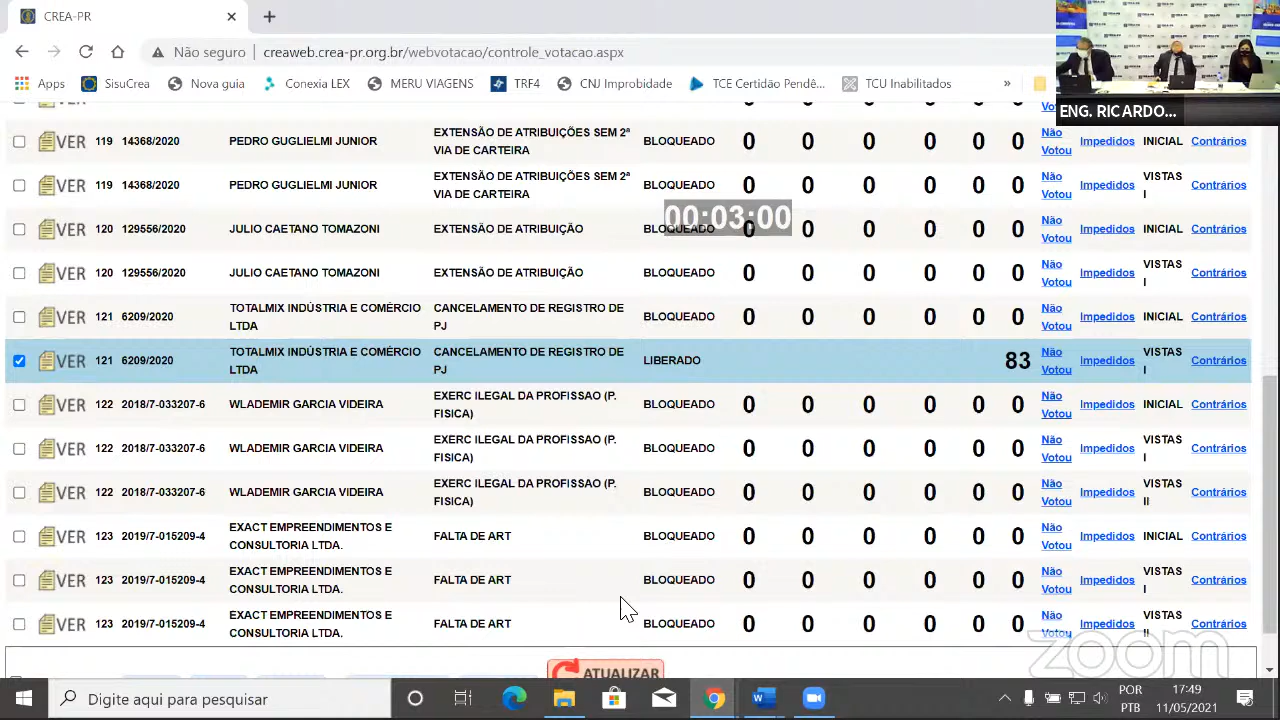 CREA-PR
Não seguro | creaweb.crea-pr.org.br/
Apps SisuCrea Nova guia Conexia LEX CNJ Improbidade TCU Inabilitados »
ENG. RICARDO...
Vo
119 14368/2020 PEDRO GUGLIELMI JUNIOR EXTENSÃO DE ATRIBUIÇÕES SEM 2ª VIA DE CARTEIRA BLOQUEADO 0 0 0 0 0 0 Não Votou Impedidos INICIAL Contrários
VER 119 14368/2020 PEDRO GUGLIELMI JUNIOR EXTENSÃO DE ATRIBUIÇÕES SEM 2ª VIA DE CARTEIRA BLOQUEADO 0 0 0 0 0 0 Não Votou Impedidos VISTAS I Contrários
00:03:00
VER 120 129556/2020 JULIO CAETANO TOMAZONI EXTENSÃO DE ATRIBUIÇÃO BLOQUEADO 0 0 0 0 0 0 Não Votou Impedidos INICIAL Contrários
VER 120 129556/2020 JULIO CAETANO TOMAZONI EXTENSÃO DE ATRIBUIÇÃO BLOQUEADO 0 0 0 0 0 0 Não Votou Impedidos VISTAS I Contrários
VER 121 6209/2020 TOTALMIX INDÚSTRIA E COMÉRCIO LTDA CANCELAMENTO DE REGISTRO DE PJ BLOQUEADO 0 0 0 0 0 0 Não Votou Impedidos INICIAL Contrários
VER 121 6209/2020 TOTALMIX INDÚSTRIA E COMÉRCIO LTDA CANCELAMENTO DE REGISTRO DE PJ LIBERADO 83 Não Votou Impedidos VISTAS I Contrários
VER 122 2018/7-033207-6 WLADEMIR GARCIA VIDEIRA EXERC ILEGAL DA PROFISSAO (P. FISICA) BLOQUEADO 0 0 0 0 0 0 Não Votou Impedidos INICIAL Contrários
VER 122 2018/7-033207-6 WLADEMIR GARCIA VIDEIRA EXERC ILEGAL DA PROFISSAO (P. FISICA) BLOQUEADO 0 0 0 0 0 0 Não Votou Impedidos VISTAS I Contrários
VER 122 2018/7-033207-6 WLADEMIR GARCIA VIDEIRA EXERC ILEGAL DA PROFISSAO (P. FISICA) BLOQUEADO 0 0 0 0 0 0 Não Votou Impedidos VISTAS II Contrários
VER 123 2019/7-015209-4 EXACT EMPREENDIMENTOS E CONSULTORIA LTDA. FALTA DE ART BLOQUEADO 0 0 0 0 0 0 Não Votou Impedidos INICIAL Contrários
VER 123 2019/7-015209-4 EXACT EMPREENDIMENTOS E CONSULTORIA LTDA. FALTA DE ART BLOQUEADO 0 0 0 0 0 0 Não Votou Impedidos VISTAS I Contrários
VER 123 2019/7-015209-4 EXACT EMPREENDIMENTOS E CONSULTORIA LTDA. FALTA DE ART BLOQUEADO 0 0 0 0 0 0 Não Votou Impedidos VISTAS II Contrários
ATUALIZAR
zoom
Digite aqui para pesquisar
POR PTB
17:49
11/05/2021